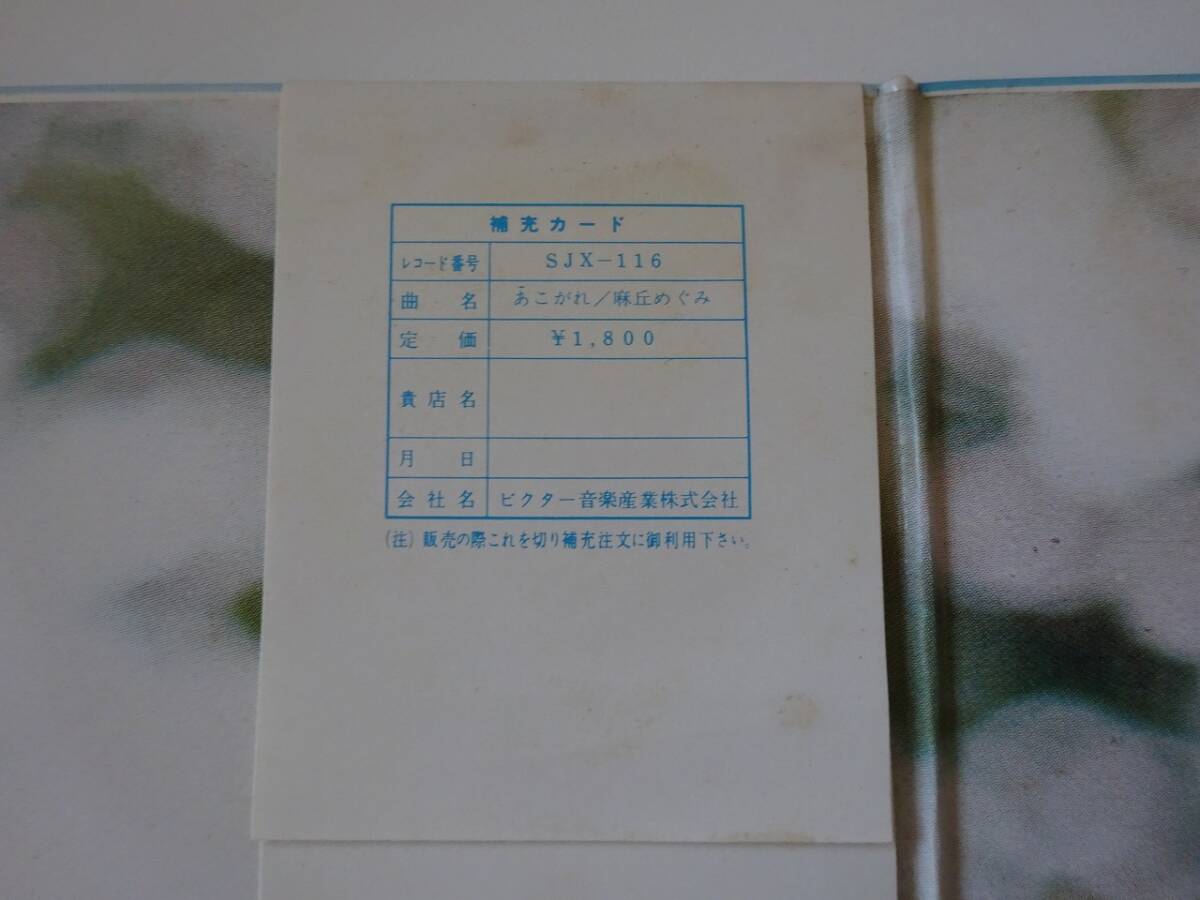 補充カード
レコード番号 SJX-116
曲名 あこがれ/麻丘めぐみ
定価 ¥1,800
貴店名
月日
会社名 ビクター音楽産業株式会社
(注) 販売の際これを切り補充注文に御利用下さい。